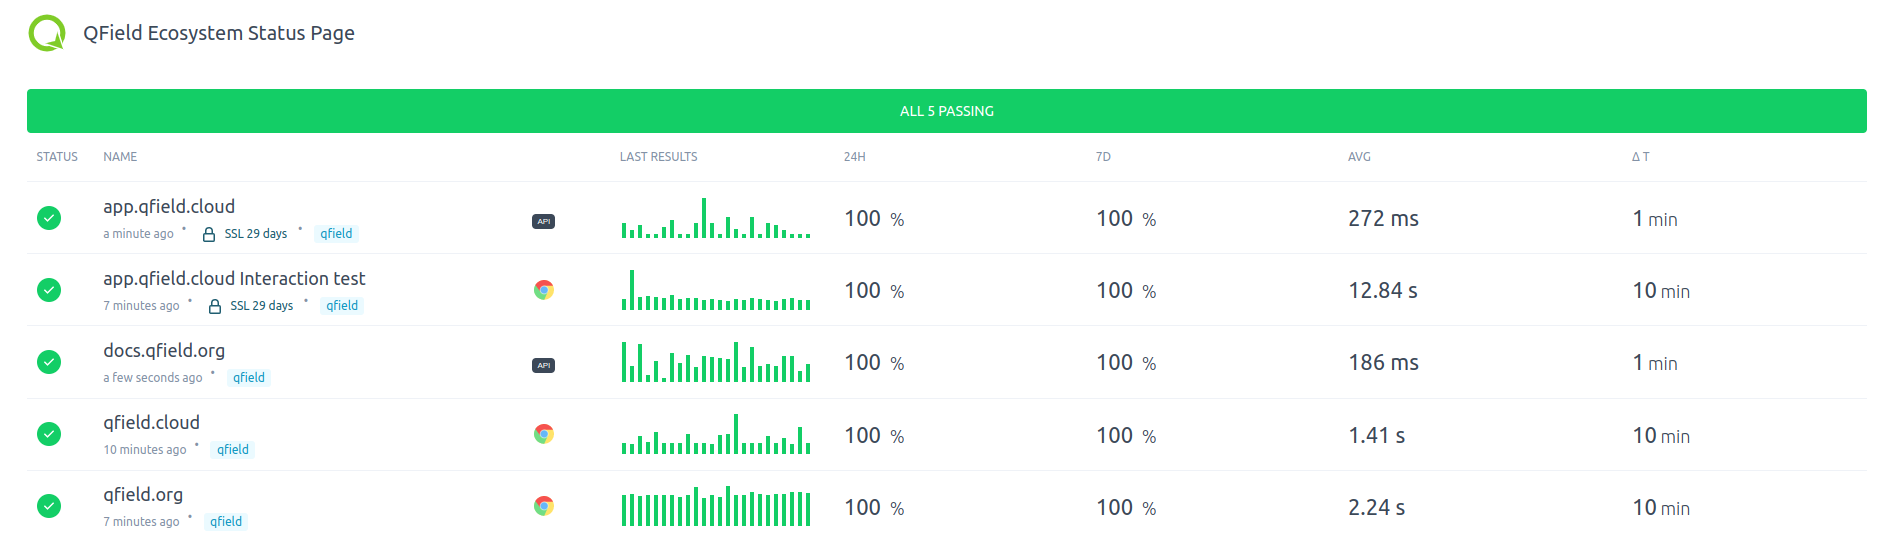 QField Ecosystem Status Page
ALL 5 PASSING
STATUS NAME LAST RESULTS 24H 7D AVG Δ T
app.qfield.cloud
a minute ago • SSL 29 days • qfield API 100 % 100 % 272 ms 1 min
app.qfield.cloud Interaction test
7 minutes ago • SSL 29 days • qfield 100 % 100 % 12.84 s 10 min
docs.qfield.org
a few seconds ago • qfield API 100 % 100 % 186 ms 1 min
qfield.cloud
10 minutes ago • qfield 100 % 100 % 1.41 s 10 min
qfield.org
7 minutes ago • qfield 100 % 100 % 2.24 s 10 min